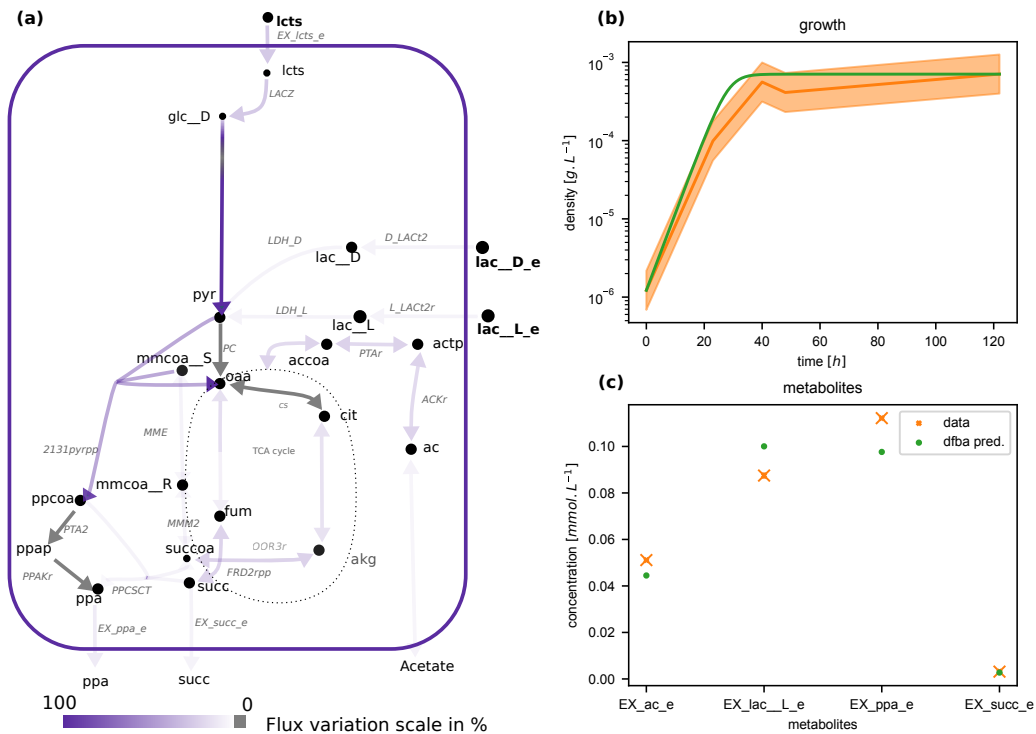 (a)
lcts
EX_lcts_e
lcts
LACZ
glc__D
LDH_D
D_LACt2
lac__D
lac__D_e
pyr
LDH_L
L_LACt2r
lac__L
lac__L_e
PC
mmcoa__S
accoa
PTAr
actp
oaa
cs
cit
ACKr
MME
TCA cycle
ac
2131pyrpp
mmcoa__R
ppcoa
fum
PTA2
MMM2
ppap
succoa
OOR3r
akg
PPAKr
FRD2rpp
PPCSCT
succ
ppa
EX_ppa_e
EX_succ_e
ppa
succ
Acetate
100
0
Flux variation scale in %
(b)
growth
density [g.L−1]
10−3
10−4
10−5
10−6
0
20
40
60
80
100
120
time [h]
(c)
metabolites
data
dfba pred.
concentration [mmol.L−1]
0.10
0.08
0.06
0.04
0.02
0.00
EX_ac_e
EX_lac__L_e
EX_ppa_e
EX_succ_e
metabolites